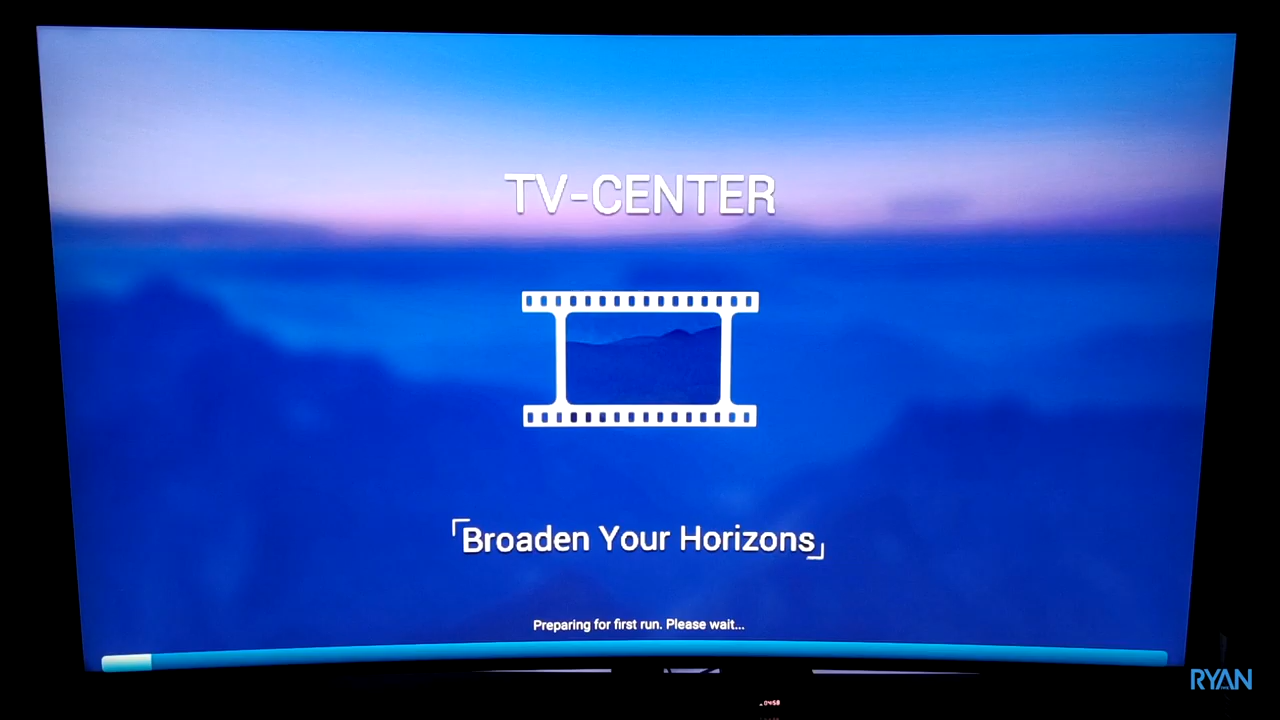 TV-CENTER
「Broaden Your Horizons」
Preparing for first run. Please wait...
RYAN